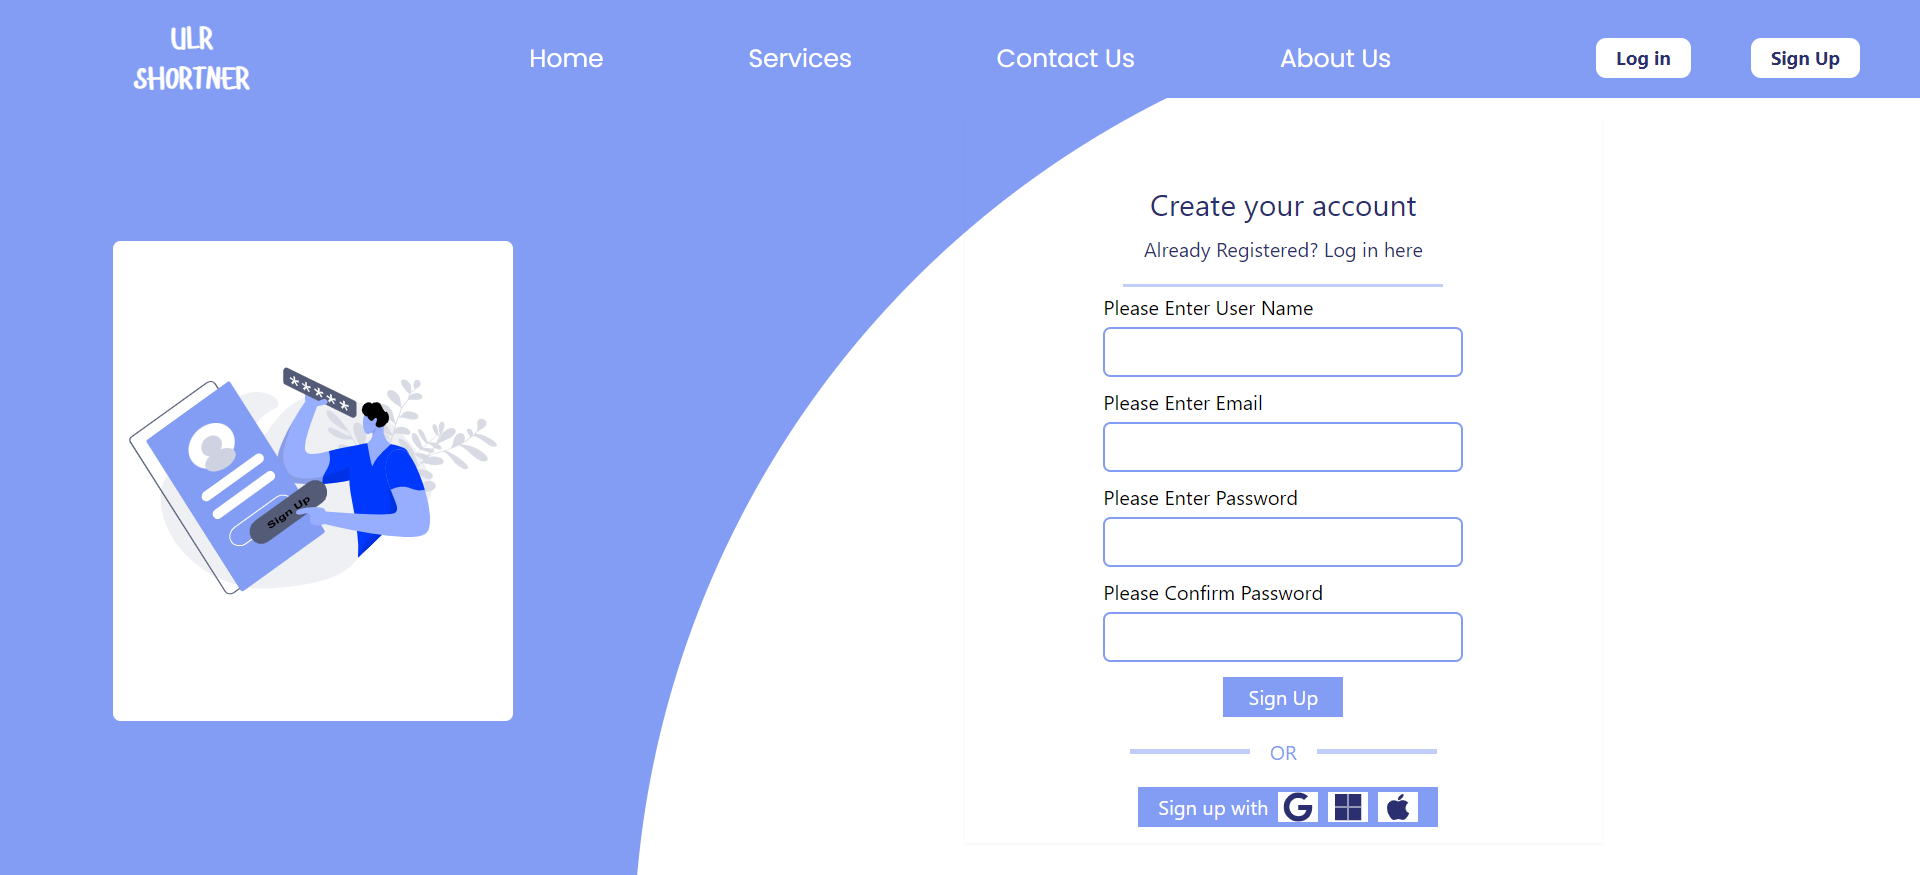 ULR
SHORTNER
Home
Services
Contact Us
About Us
Log in
Sign Up
Create your account
Already Registered? Log in here
Please Enter User Name
Please Enter Email
Please Enter Password
Please Confirm Password
Sign Up
OR
Sign up with
*****
Sign Up